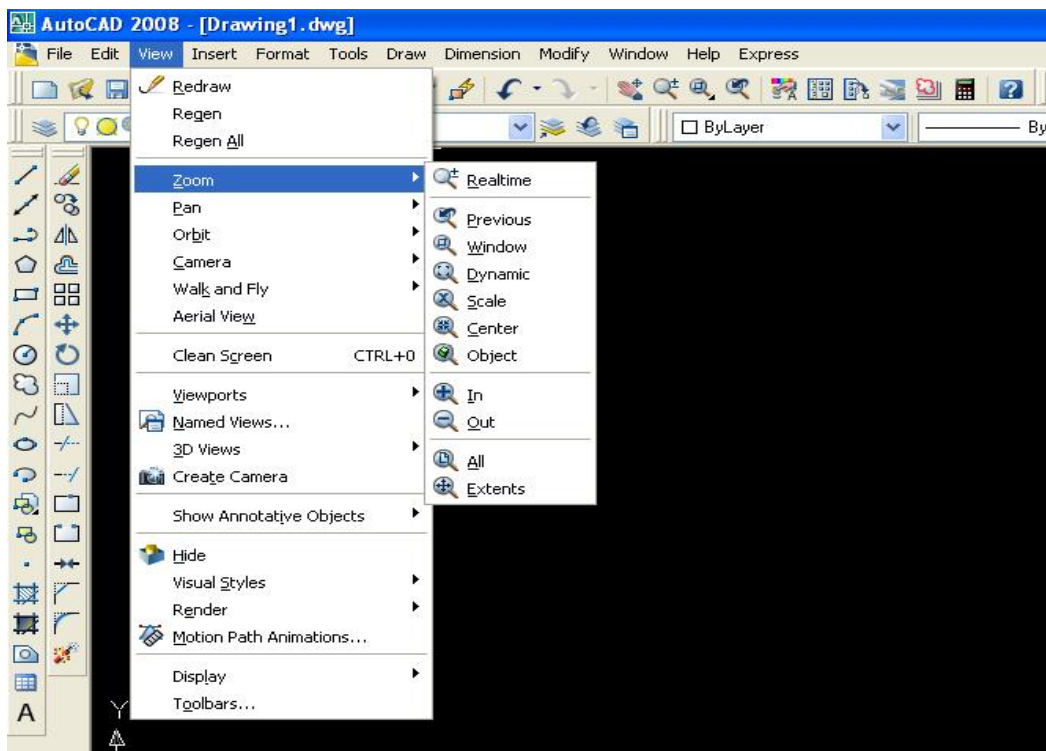 AutoCAD 2008 - [Drawing1.dwg]
File Edit View Insert Format Tools Draw Dimension Modify Window Help Express
Redraw
Regen
Regen All
ByLayer
By
Zoom
Pan
Orbit
Camera
Walk and Fly
Aerial View
Clean Screen CTRL+0
Viewports
Named Views...
3D Views
Create Camera
Show Annotative Objects
Hide
Visual Styles
Render
Motion Path Animations...
Display
Toolbars...
Realtime
Previous
Window
Dynamic
Scale
Center
Object
In
Out
All
Extents
A
Y